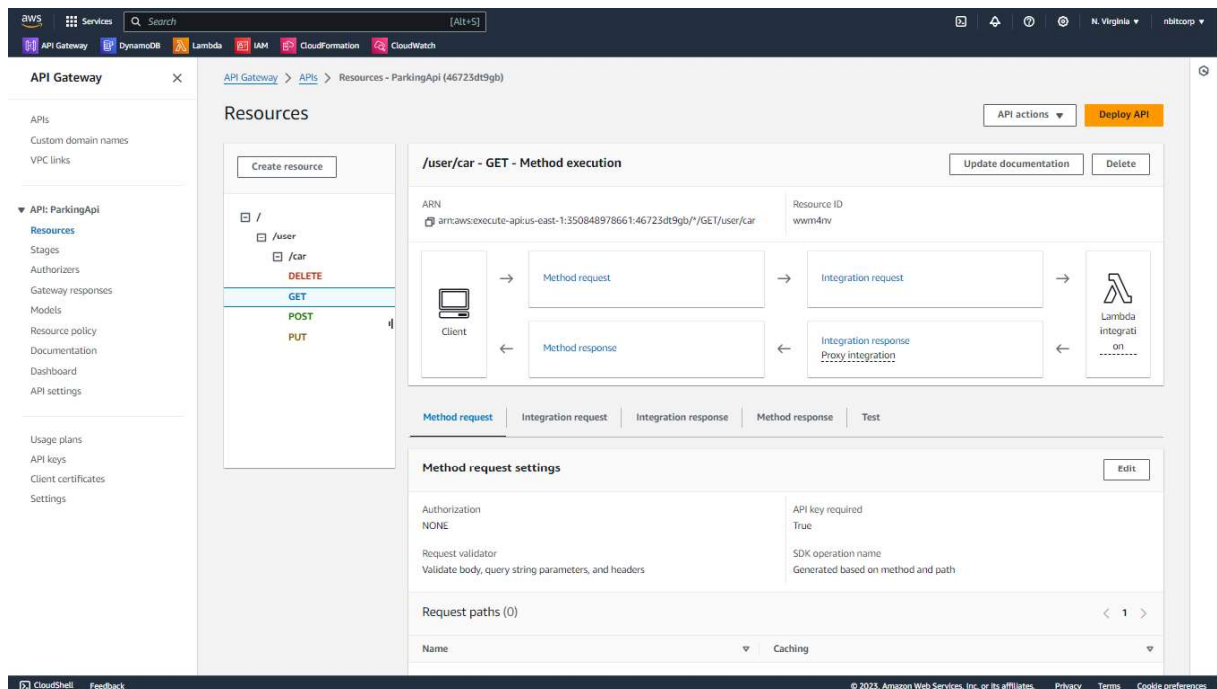 aws Services Search [Alt+S] N. Virginia nbitcorp
API Gateway DynamoDB Lambda IAM CloudFormation CloudWatch
API Gateway
APIs
Custom domain names
VPC links
API: ParkingApi
Resources
Stages
Authorizers
Gateway responses
Models
Resource policy
Documentation
Dashboard
API settings
Usage plans
API keys
Client certificates
Settings
API Gateway > APIs > Resources - ParkingApi (46723dt9gb)
Resources
API actions Deploy API
Create resource
/
/user
/car
DELETE
GET
POST
PUT
/user/car - GET - Method execution
Update documentation Delete
ARN
arn:aws:execute-api:us-east-1:350848978661:46723dt9gb/*/GET/user/car
Resource ID
wwm4nv
Client
Method request
Integration request
Method response
Integration response
Proxy integration
Lambda
integrati
on
Method request Integration request Integration response Method response Test
Method request settings
Edit
Authorization
NONE
API key required
True
Request validator
Validate body, query string parameters, and headers
SDK operation name
Generated based on method and path
Request paths (0)
< 1 >
Name Caching
CloudShell Feedback © 2023, Amazon Web Services, Inc. or its affiliates. Privacy Terms Cookie preferences